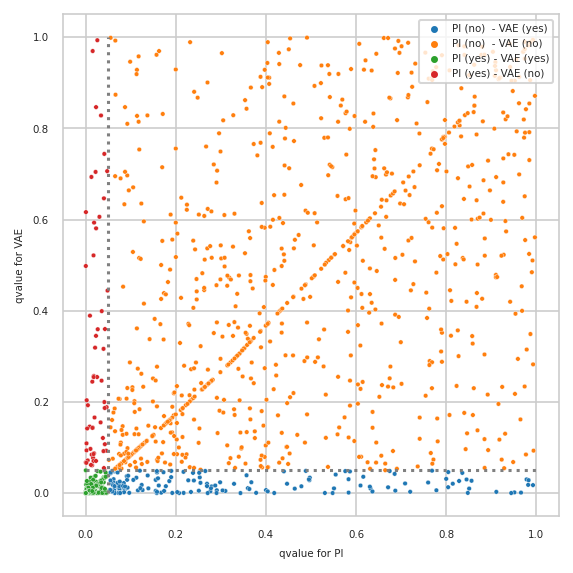 PI (no)  - VAE (yes)
PI (no)  - VAE (no)
PI (yes) - VAE (yes)
PI (yes) - VAE (no)
1.0
0.8
0.6
0.4
0.2
0.0
qvalue for VAE
0.0 0.2 0.4 0.6 0.8 1.0
qvalue for PI